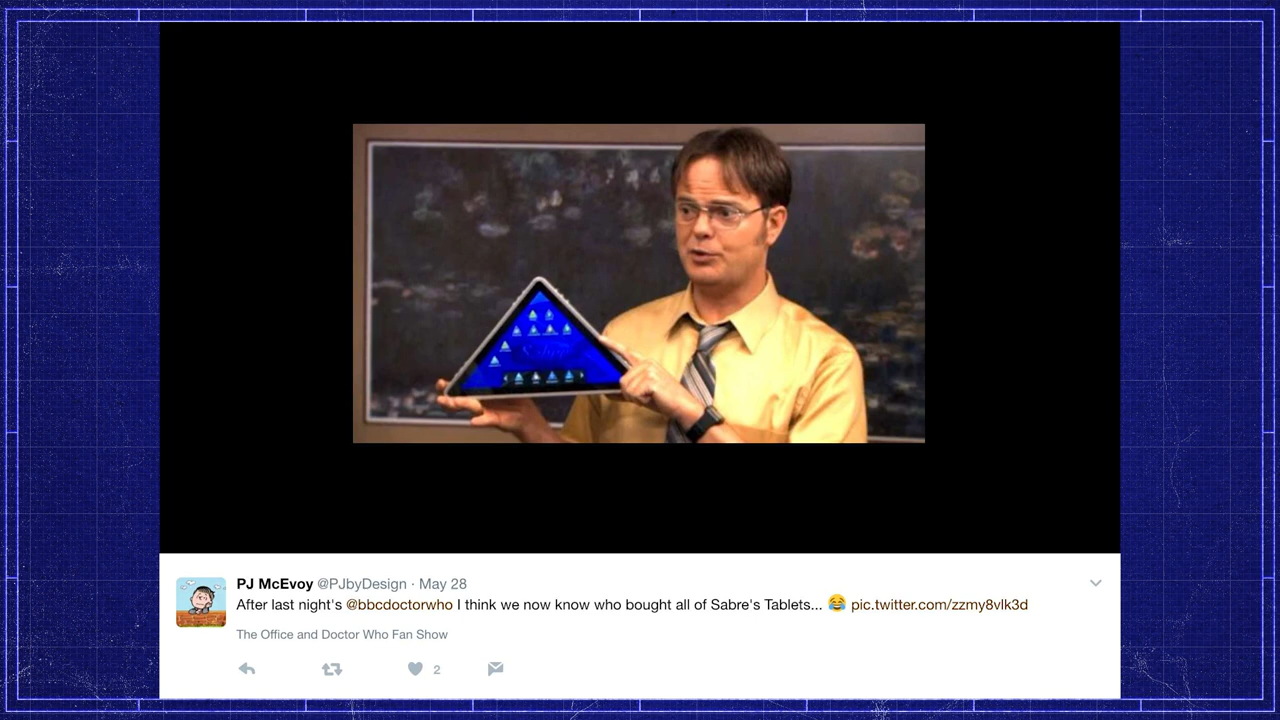 Sabre
PJ McEvoy @PJbyDesign · May 28
After last night's @bbcdoctorwho I think we now know who bought all of Sabre's Tablets... 😂 pic.twitter.com/zzmy8vlk3d
The Office and Doctor Who Fan Show
2